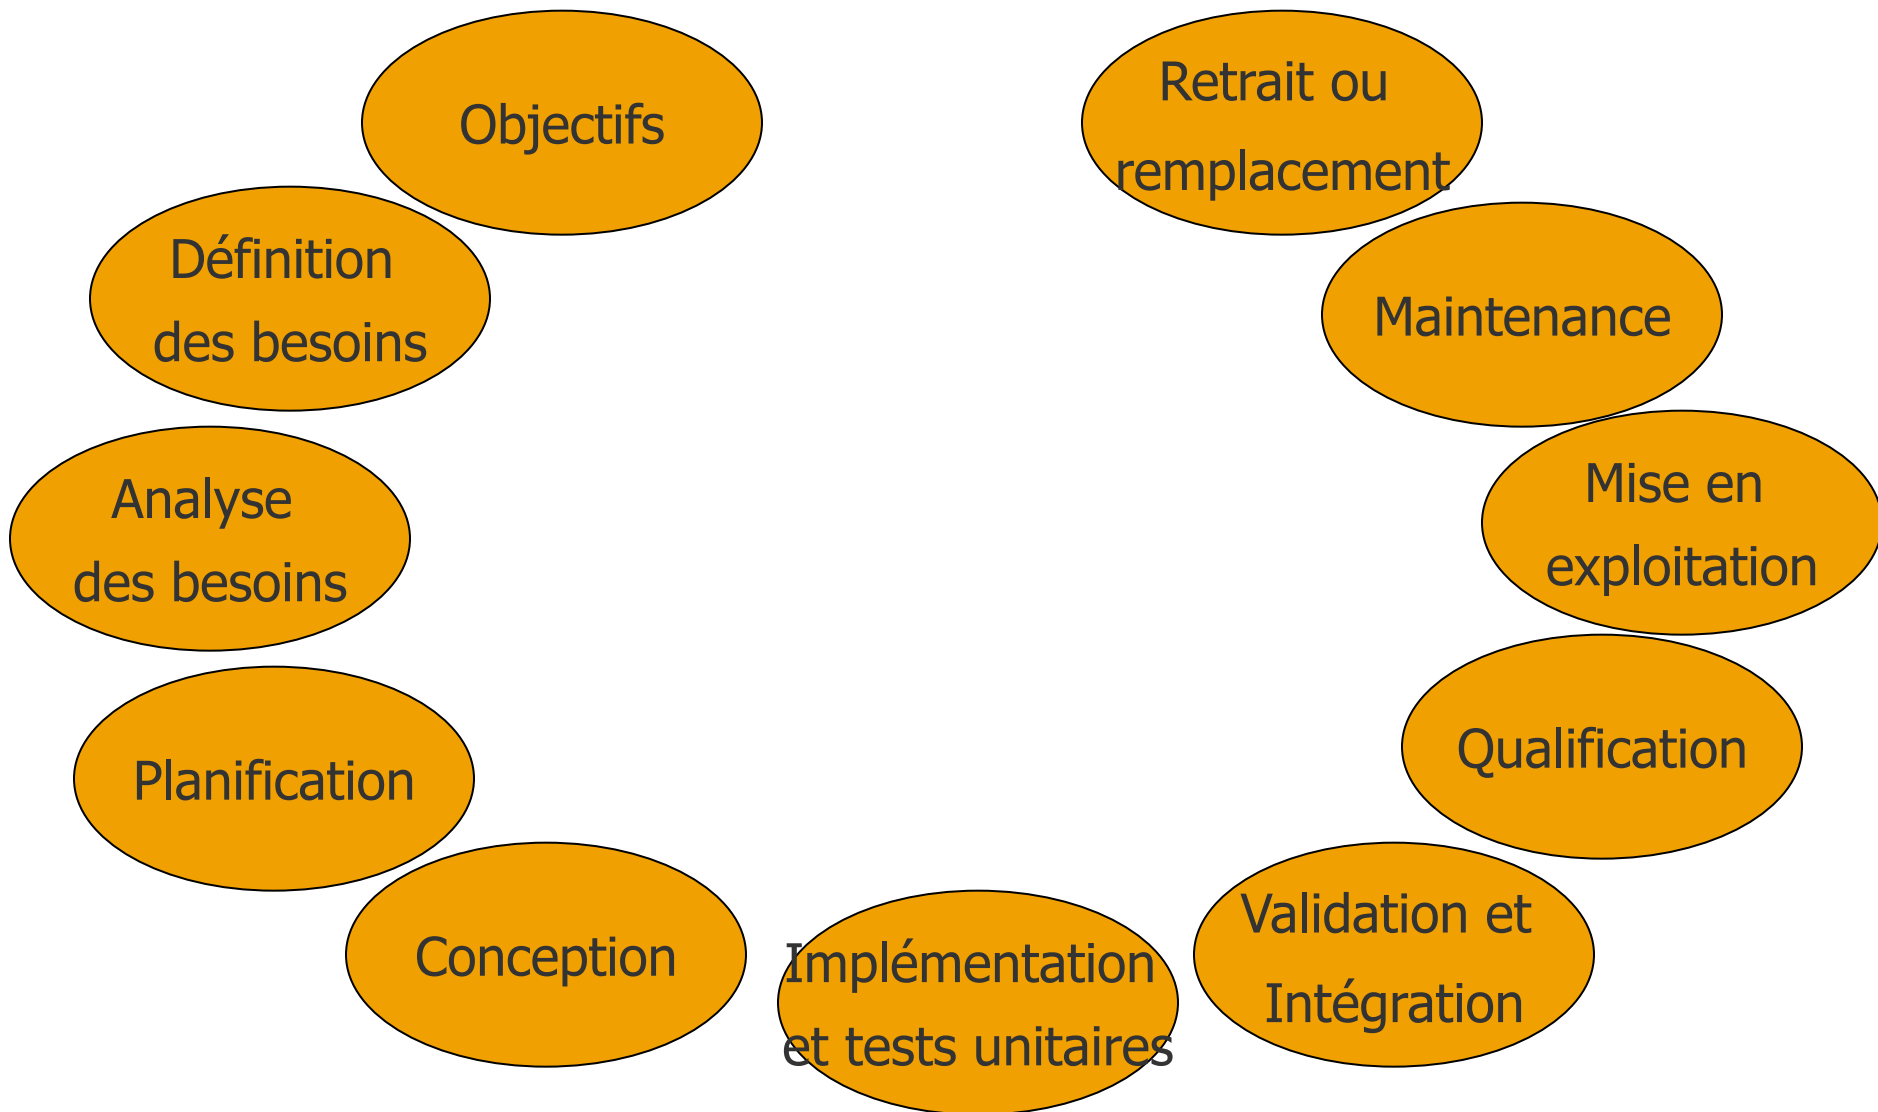 Objectifs
Définition
des besoins
Analyse
des besoins
Planification
Conception
Implémentation
et tests unitaires
Validation et
Intégration
Qualification
Mise en
exploitation
Maintenance
Retrait ou
remplacement